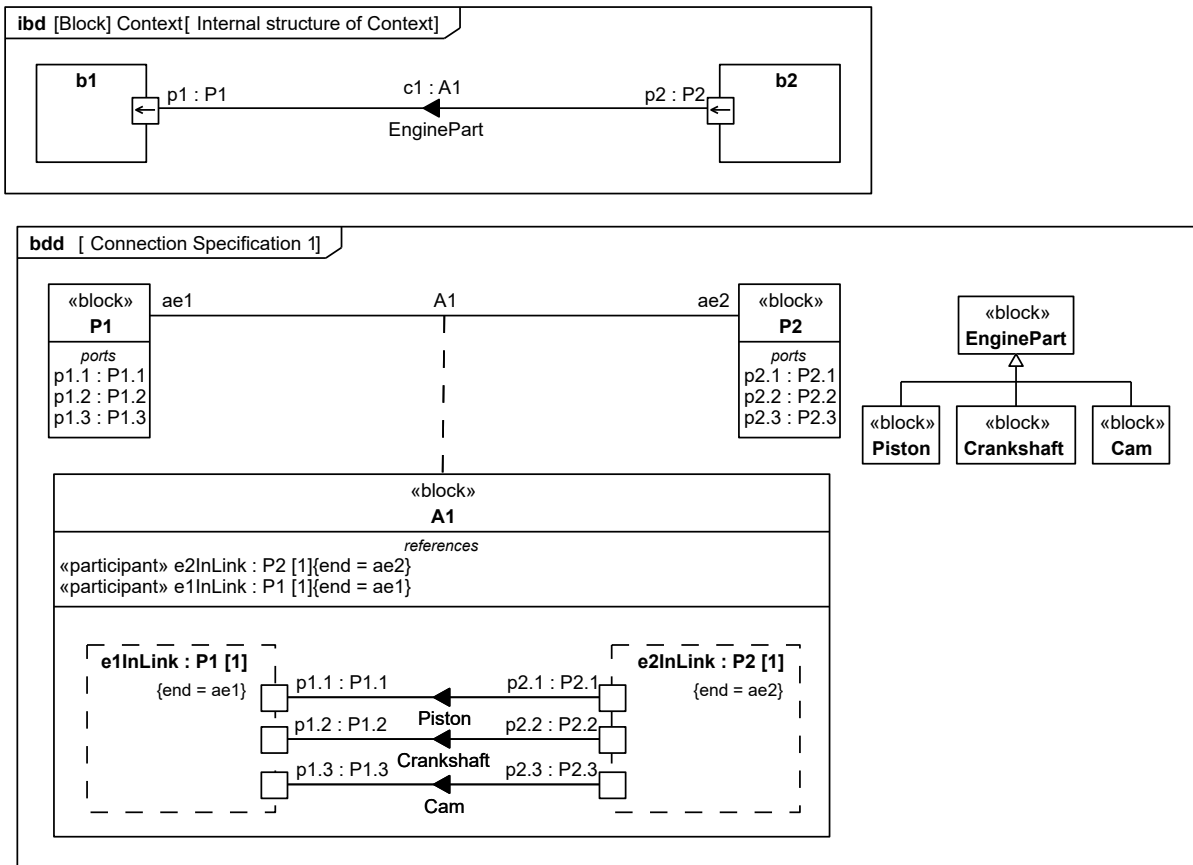 ibd [Block] Context[ Internal structure of Context]
b1
p1 : P1
c1 : A1
EnginePart
p2 : P2
b2
bdd [ Connection Specification 1]
«block»
P1
ports
p1.1 : P1.1
p1.2 : P1.2
p1.3 : P1.3
ae1
A1
ae2
«block»
P2
ports
p2.1 : P2.1
p2.2 : P2.2
p2.3 : P2.3
«block»
EnginePart
«block»
Piston
«block»
Crankshaft
«block»
Cam
«block»
A1
references
«participant» e2InLink : P2 [1]{end = ae2}
«participant» e1InLink : P1 [1]{end = ae1}
e1InLink : P1 [1]
{end = ae1}
e2InLink : P2 [1]
{end = ae2}
p1.1 : P1.1
p2.1 : P2.1
Piston
p1.2 : P1.2
p2.2 : P2.2
Crankshaft
p1.3 : P1.3
p2.3 : P2.3
Cam